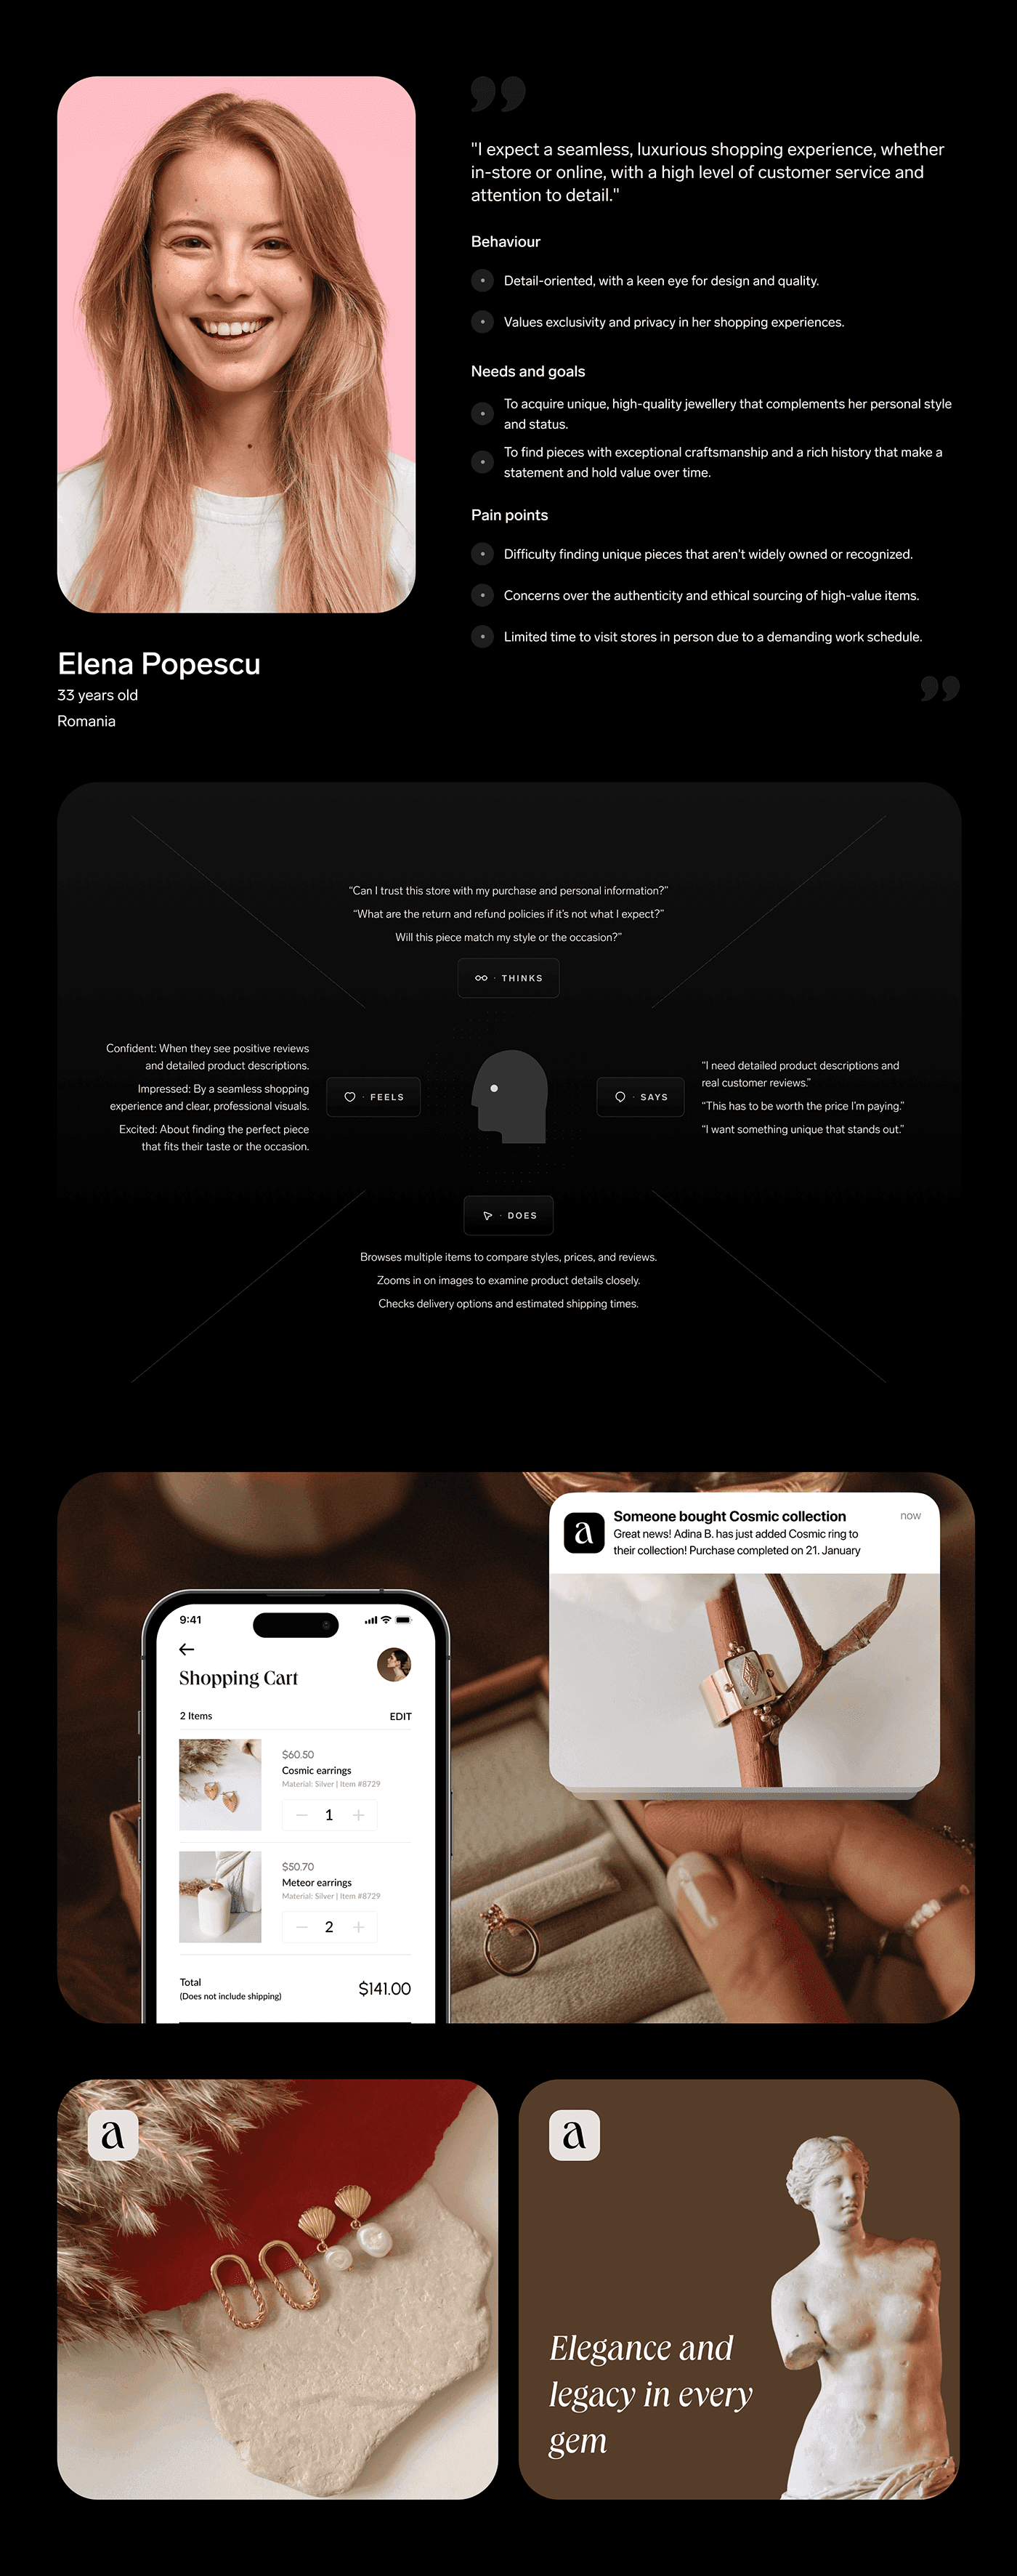 "I expect a seamless, luxurious shopping experience, whether
in-store or online, with a high level of customer service and
attention to detail."
Behaviour
Detail-oriented, with a keen eye for design and quality.
Values exclusivity and privacy in her shopping experiences.
Needs and goals
To acquire unique, high-quality jewellery that complements her personal style
and status.
To find pieces with exceptional craftsmanship and a rich history that make a
statement and hold value over time.
Pain points
Difficulty finding unique pieces that aren't widely owned or recognized.
Concerns over the authenticity and ethical sourcing of high-value items.
Limited time to visit stores in person due to a demanding work schedule.
Elena Popescu
33 years old
Romania
“Can I trust this store with my purchase and personal information?”
“What are the return and refund policies if it’s not what I expect?”
Will this piece match my style or the occasion?”
· THINKS
Confident: When they see positive reviews
and detailed product descriptions.
Impressed: By a seamless shopping
experience and clear, professional visuals.
Excited: About finding the perfect piece
that fits their taste or the occasion.
· FEELS
· SAYS
“I need detailed product descriptions and
real customer reviews.”
“This has to be worth the price I’m paying.”
“I want something unique that stands out.”
· DOES
Browses multiple items to compare styles, prices, and reviews.
Zooms in on images to examine product details closely.
Checks delivery options and estimated shipping times.
a
Someone bought Cosmic collection
now
Great news! Adina B. has just added Cosmic ring to
their collection! Purchase completed on 21. January
9:41
Shopping Cart
2 Items
EDIT
$60.50
Cosmic earrings
Material: Silver | Item #8729
1
$50.70
Meteor earrings
Material: Silver | Item #8729
2
Total
(Does not include shipping)
$141.00
a
a
Elegance and
legacy in every
gem